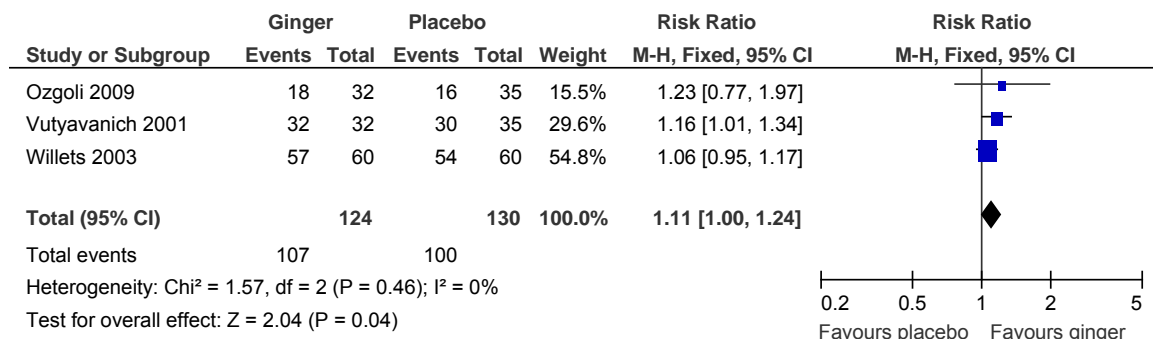 Ginger Placebo Risk Ratio Risk Ratio
Study or Subgroup Events Total Events Total Weight M-H, Fixed, 95% CI M-H, Fixed, 95% CI
Ozgoli 2009 18 32 16 35 15.5% 1.23 [0.77, 1.97]
Vutyavanich 2001 32 32 30 35 29.6% 1.16 [1.01, 1.34]
Willets 2003 57 60 54 60 54.8% 1.06 [0.95, 1.17]
Total (95% CI) 124 130 100.0% 1.11 [1.00, 1.24]
Total events 107 100
Heterogeneity: Chi² = 1.57, df = 2 (P = 0.46); I² = 0%
Test for overall effect: Z = 2.04 (P = 0.04)
0.2 0.5 1 2 5
Favours placebo Favours ginger